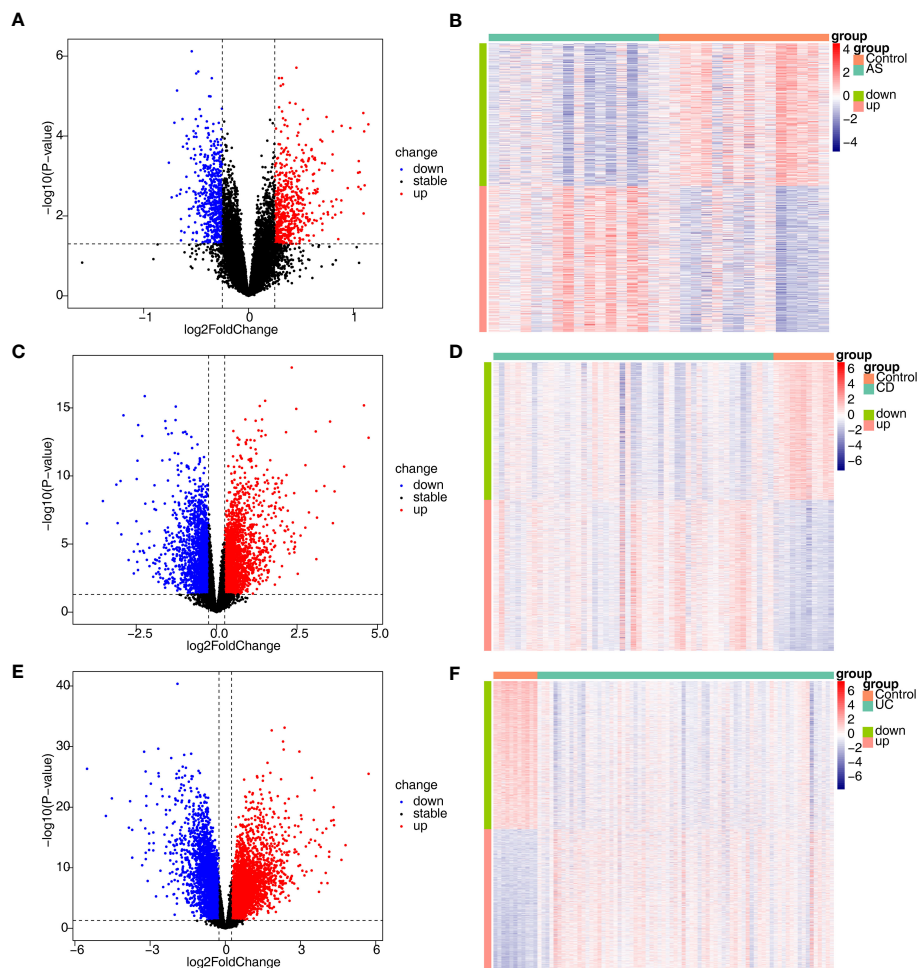 A
−log10(P-value)
6
4
2
0
−1
0
1
log2FoldChange
change
down
stable
up
B
group
4
2
0
−2
−4
group
Control
AS
down
up
C
−log10(P-value)
15
10
5
0
−2.5
0.0
2.5
5.0
log2FoldChange
change
down
stable
up
D
group
6
4
2
0
−2
−4
−6
group
Control
CD
down
up
E
−log10(P-value)
40
30
20
10
0
−6
−3
0
3
6
log2FoldChange
change
down
stable
up
F
group
6
4
2
0
−2
−4
−6
group
Control
UC
down
up